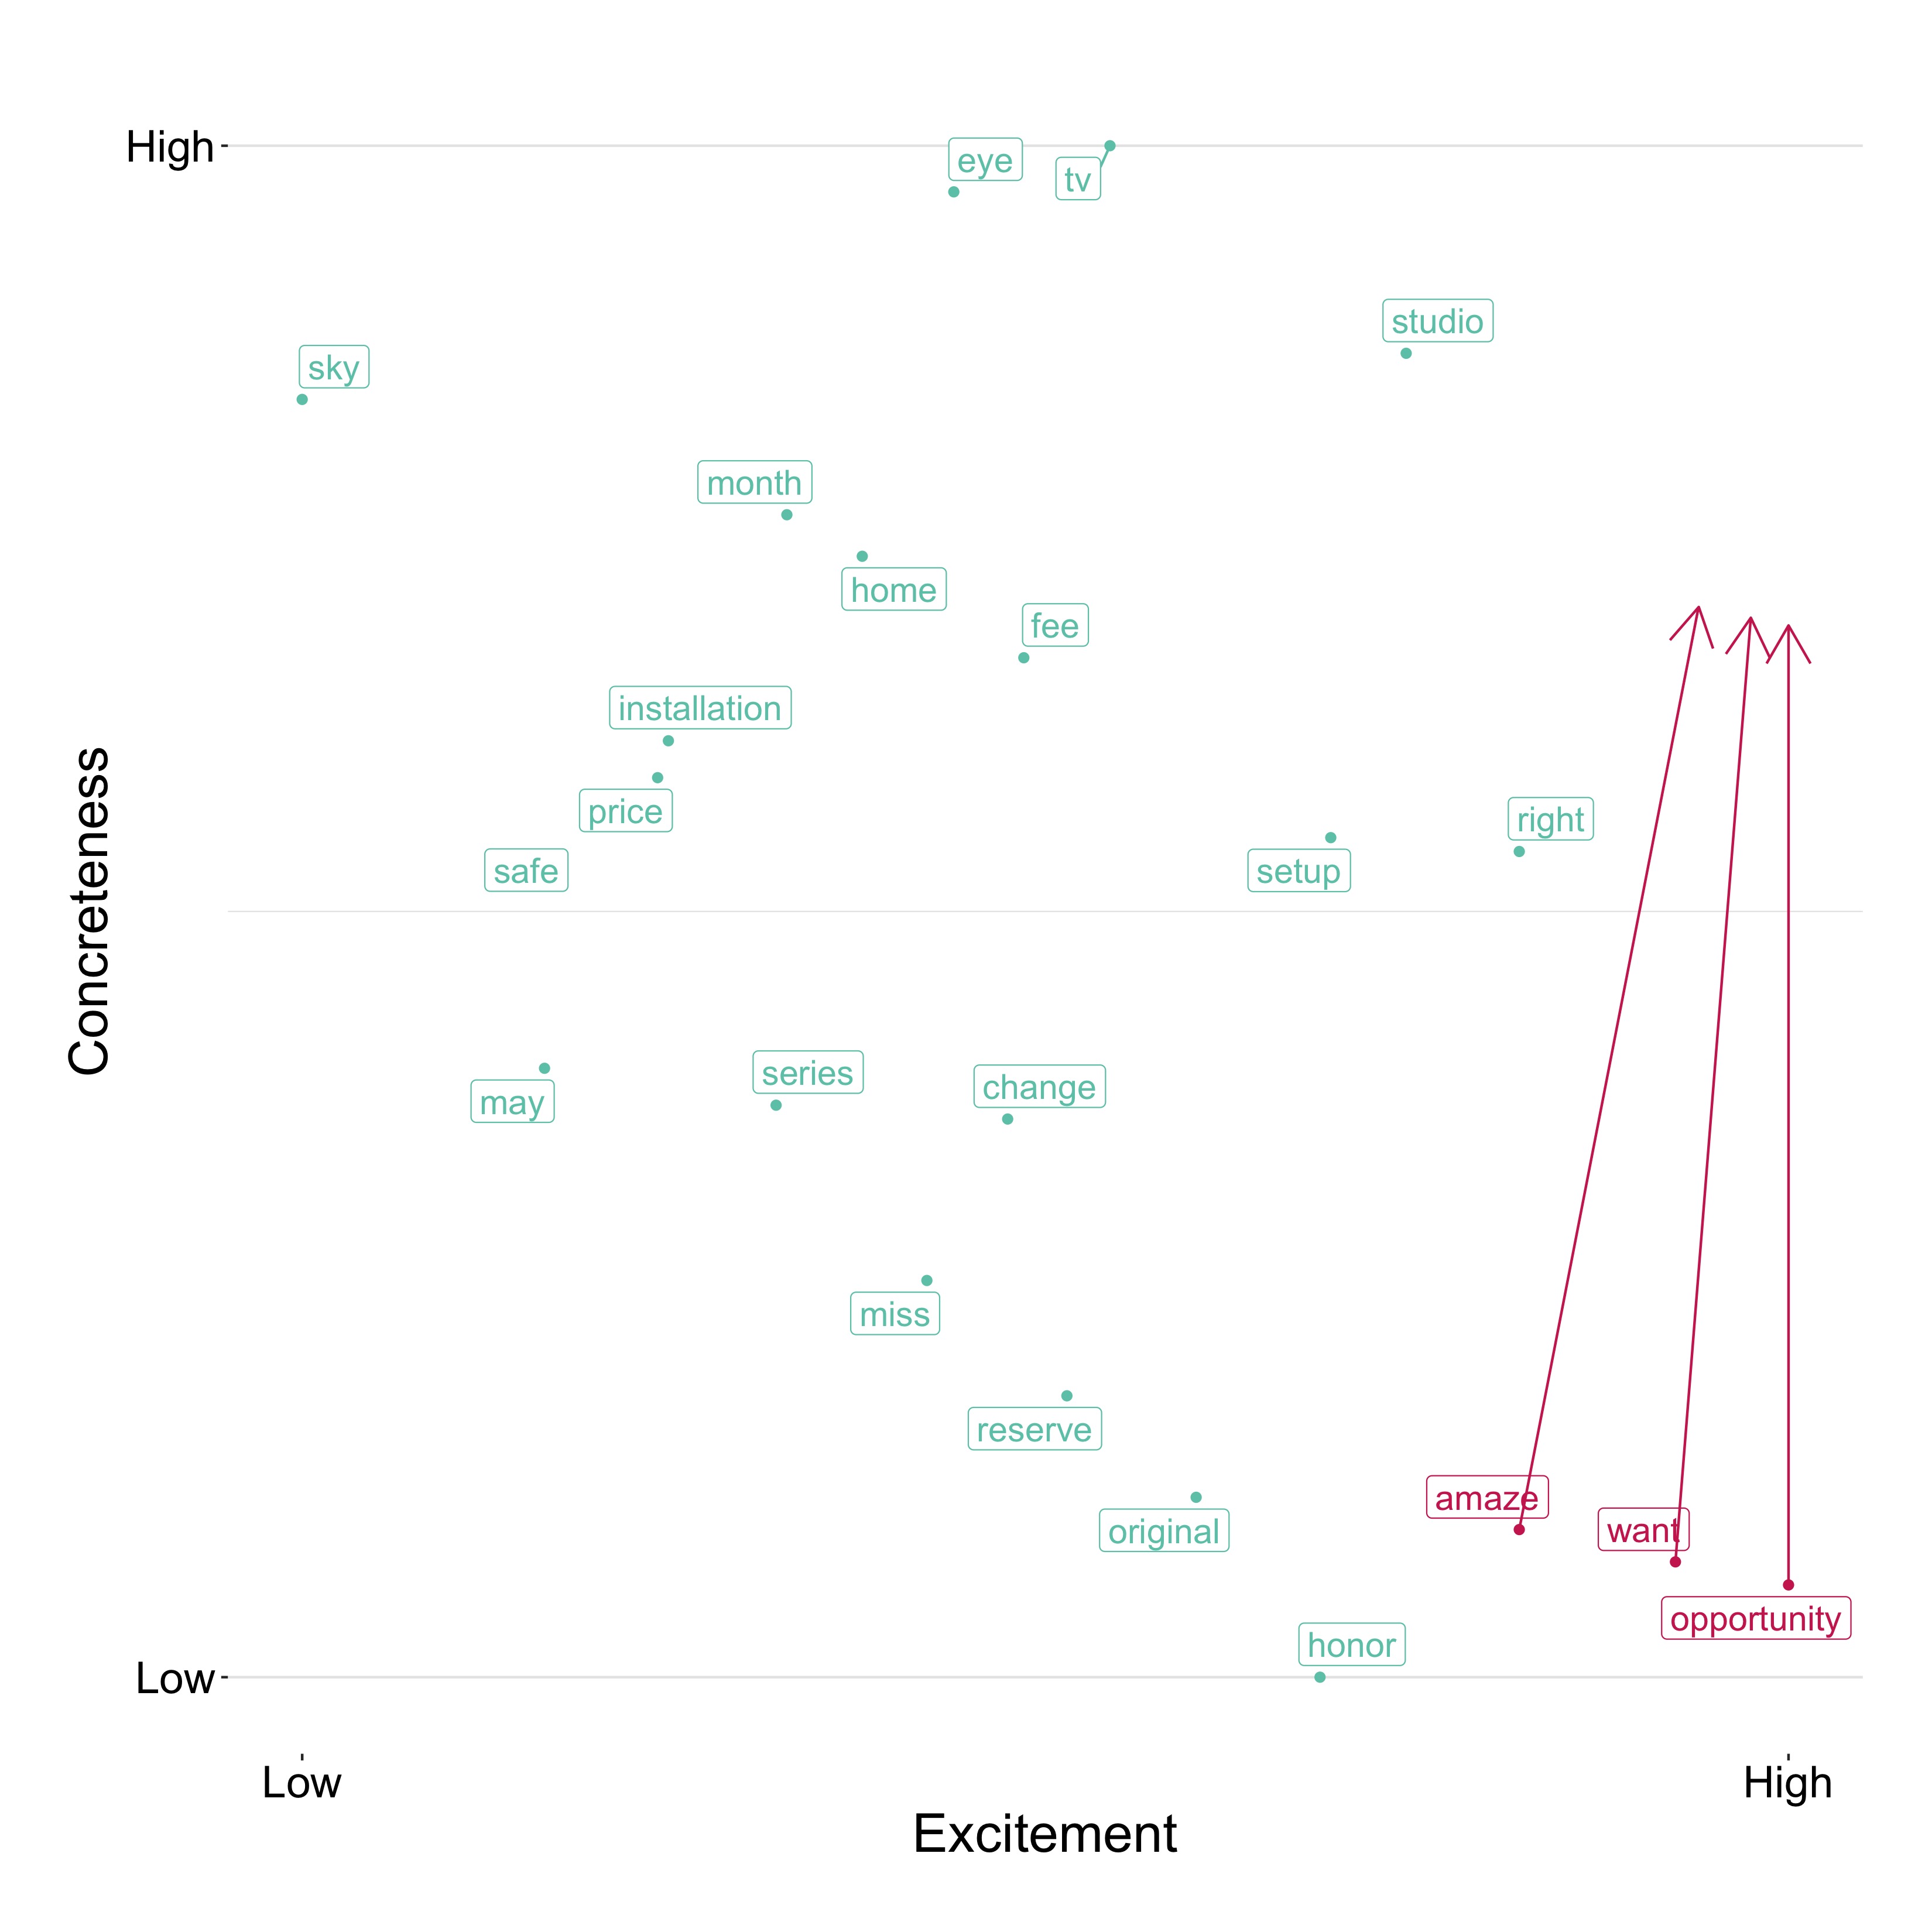 High
eye
tv
studio
sky
month
home
fee
installation
price
right
safe
setup
Concreteness
series
change
may
miss
reserve
amaze
want
original
opportunity
honor
Low
Low
High
Excitement